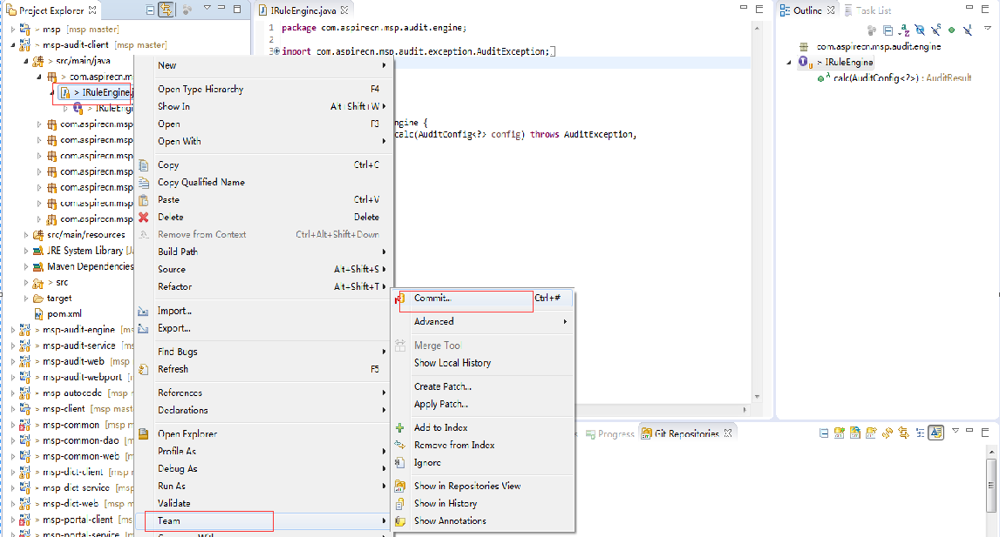 Project Explorer
> msp [msp master]
> msp-audit-client [msp master]
> src/main/java
> com.aspirecn.m
> IRuleEngine.j
> IRuleEngi
com.aspirecn.msp
com.aspirecn.msp
com.aspirecn.msp
com.aspirecn.msp
com.aspirecn.msp
com.aspirecn.msp
com.aspirecn.msp
src/main/resources
JRE System Library [Ja
Maven Dependencies
> src
target
pom.xml
> msp-audit-engine [ms
> msp-audit-service [ms
> msp-audit-web [msp
> msp-audit-webport [m
> msp-autocode [msp m
> msp-client [msp mast
> msp-common [msp m
> msp-common-dao [m
> msp-common-web [m
> msp-dict-client [msp m
> msp-dict-service [msp
> msp-dict-web [msp m
> msp-portal-client [msp
> msp-portal-service [m
New
Open Type Hierarchy F4
Show In Alt+Shift+W
Open F3
Open With
Copy Ctrl+C
Copy Qualified Name
Paste Ctrl+V
Delete Delete
Remove from Context Ctrl+Alt+Shift+Down
Build Path
Source Alt+Shift+S
Refactor Alt+Shift+T
Import...
Export...
Find Bugs
Refresh F5
References
Declarations
Open Explorer
Profile As
Debug As
Run As
Validate
Team
Commit... Ctrl+#
Advanced
Merge Tool
Show Local History
Create Patch...
Apply Patch...
Add to Index
Remove from Index
Ignore
Show in Repositories View
Show in History
Show Annotations
IRuleEngine.java
1 package com.aspirecn.msp.audit.engine;
2
3 import com.aspirecn.msp.audit.exception.AuditException;
ngine {
calc(AuditConfig<?> config) throws AuditException,
Progress
Git Repositories
Outline
Task List
com.aspirecn.msp.audit.engine
> IRuleEngine
calc(AuditConfig<?>) : AuditResult